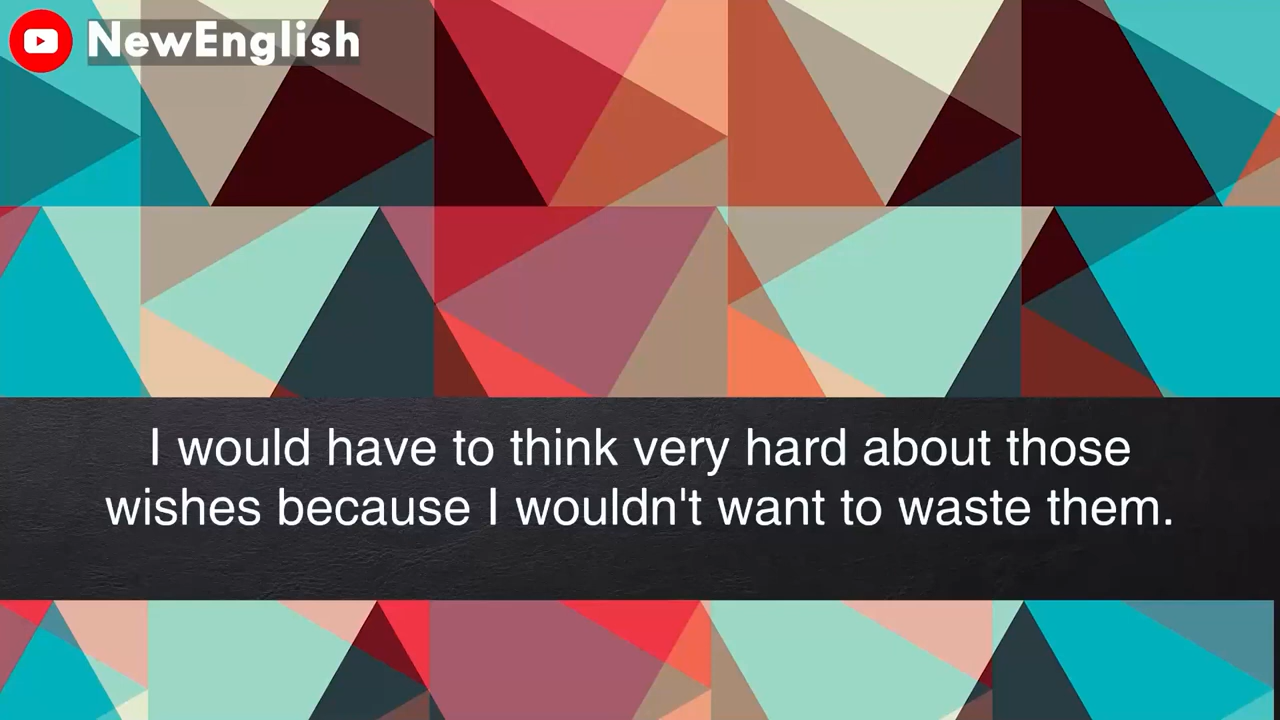 NewEnglish
I would have to think very hard about those
wishes because I wouldn't want to waste them.